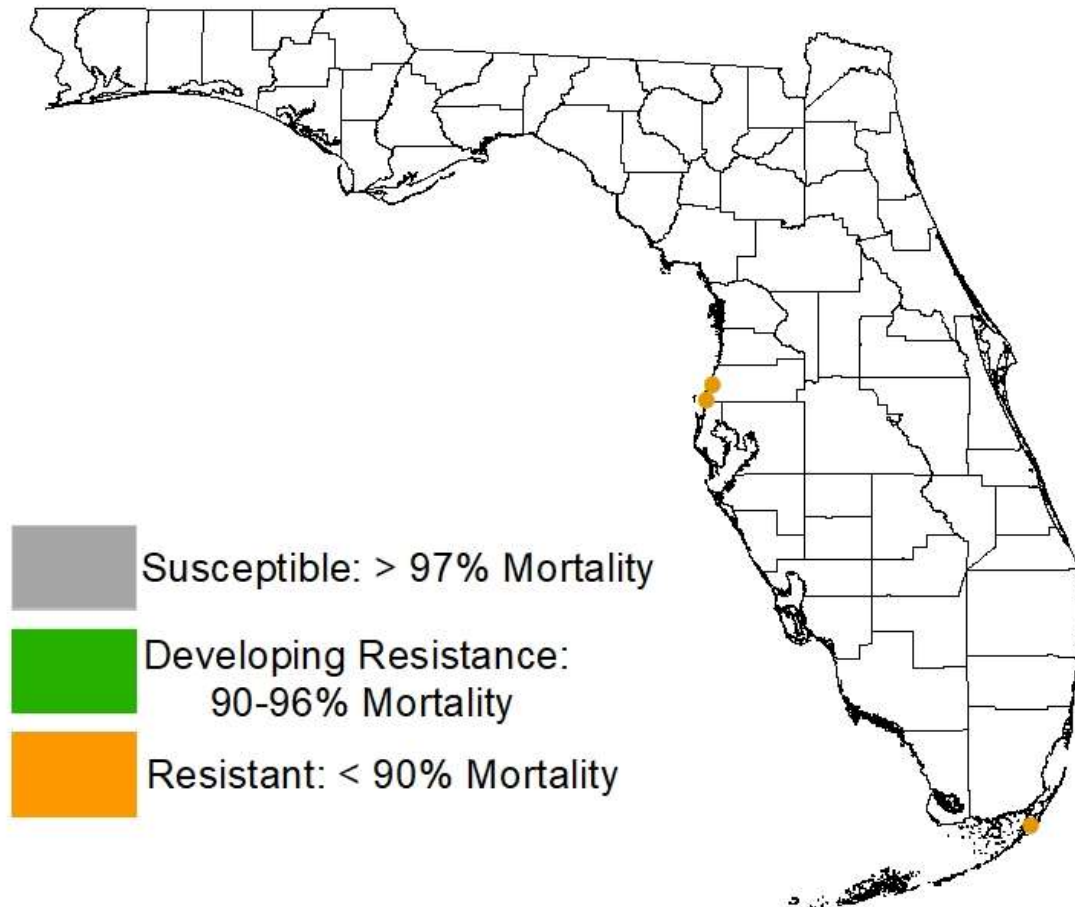 Susceptible: > 97% Mortality
Developing Resistance:
90-96% Mortality
Resistant: < 90% Mortality